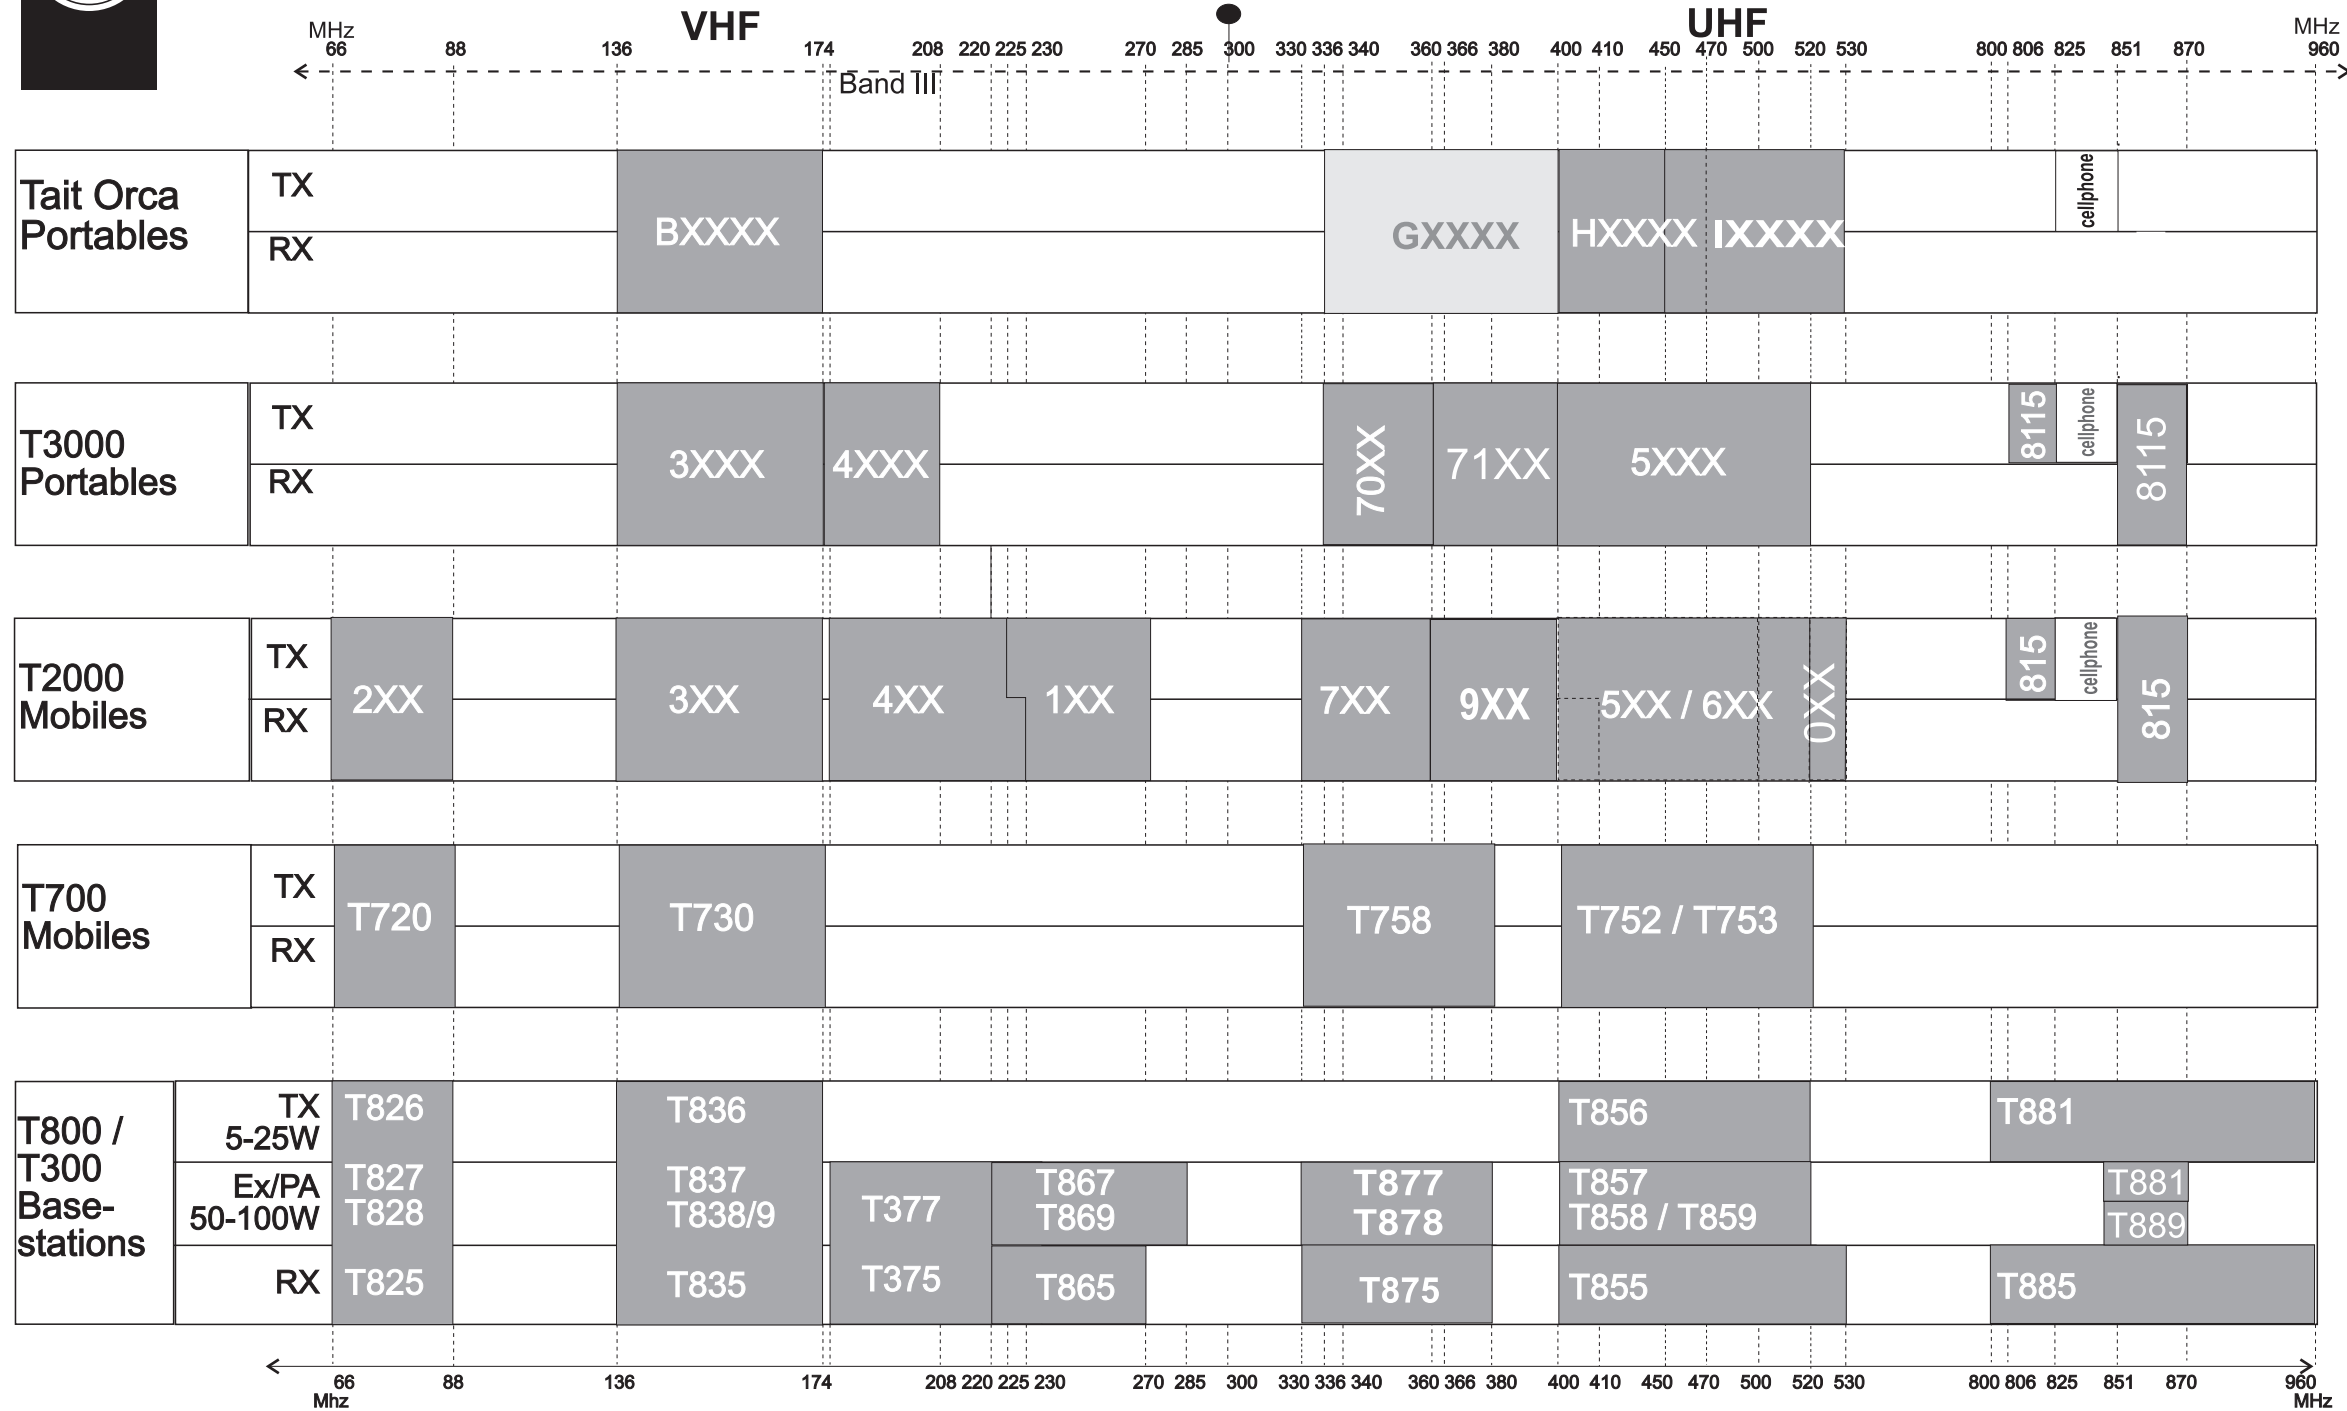 VHF
UHF
MHz
MHz
66 88 136 174 208 220 225 230 270 285 300 330 336 340 360 366 380 400 410 450 470 500 520 530 800 806 825 851 870 960
Band III
Tait Orca
Portables
TX
RX
BXXXX
GXXXX
HXXXX
IXXXX
cellphone
T3000
Portables
TX
RX
3XXX
4XXX
70XX
71XX
5XXX
8115
cellphone
8115
T2000
Mobiles
TX
RX
2XX
3XX
4XX
1XX
7XX
9XX
5XX / 6XX
0XX
815
cellphone
815
T700
Mobiles
TX
RX
T720
T730
T758
T752 / T753
T800 /
T300
Base-
stations
TX
5-25W
T826
T836
T856
T881
Ex/PA
50-100W
T827
T828
T837
T838/9
T377
T867
T869
T877
T878
T857
T858 / T859
T881
T889
RX
T825
T835
T375
T865
T875
T855
T885
66 88 136 174 208 220 225 230 270 285 300 330 336 340 360 366 380 400 410 450 470 500 520 530 800 806 825 851 870 960
Mhz
MHz